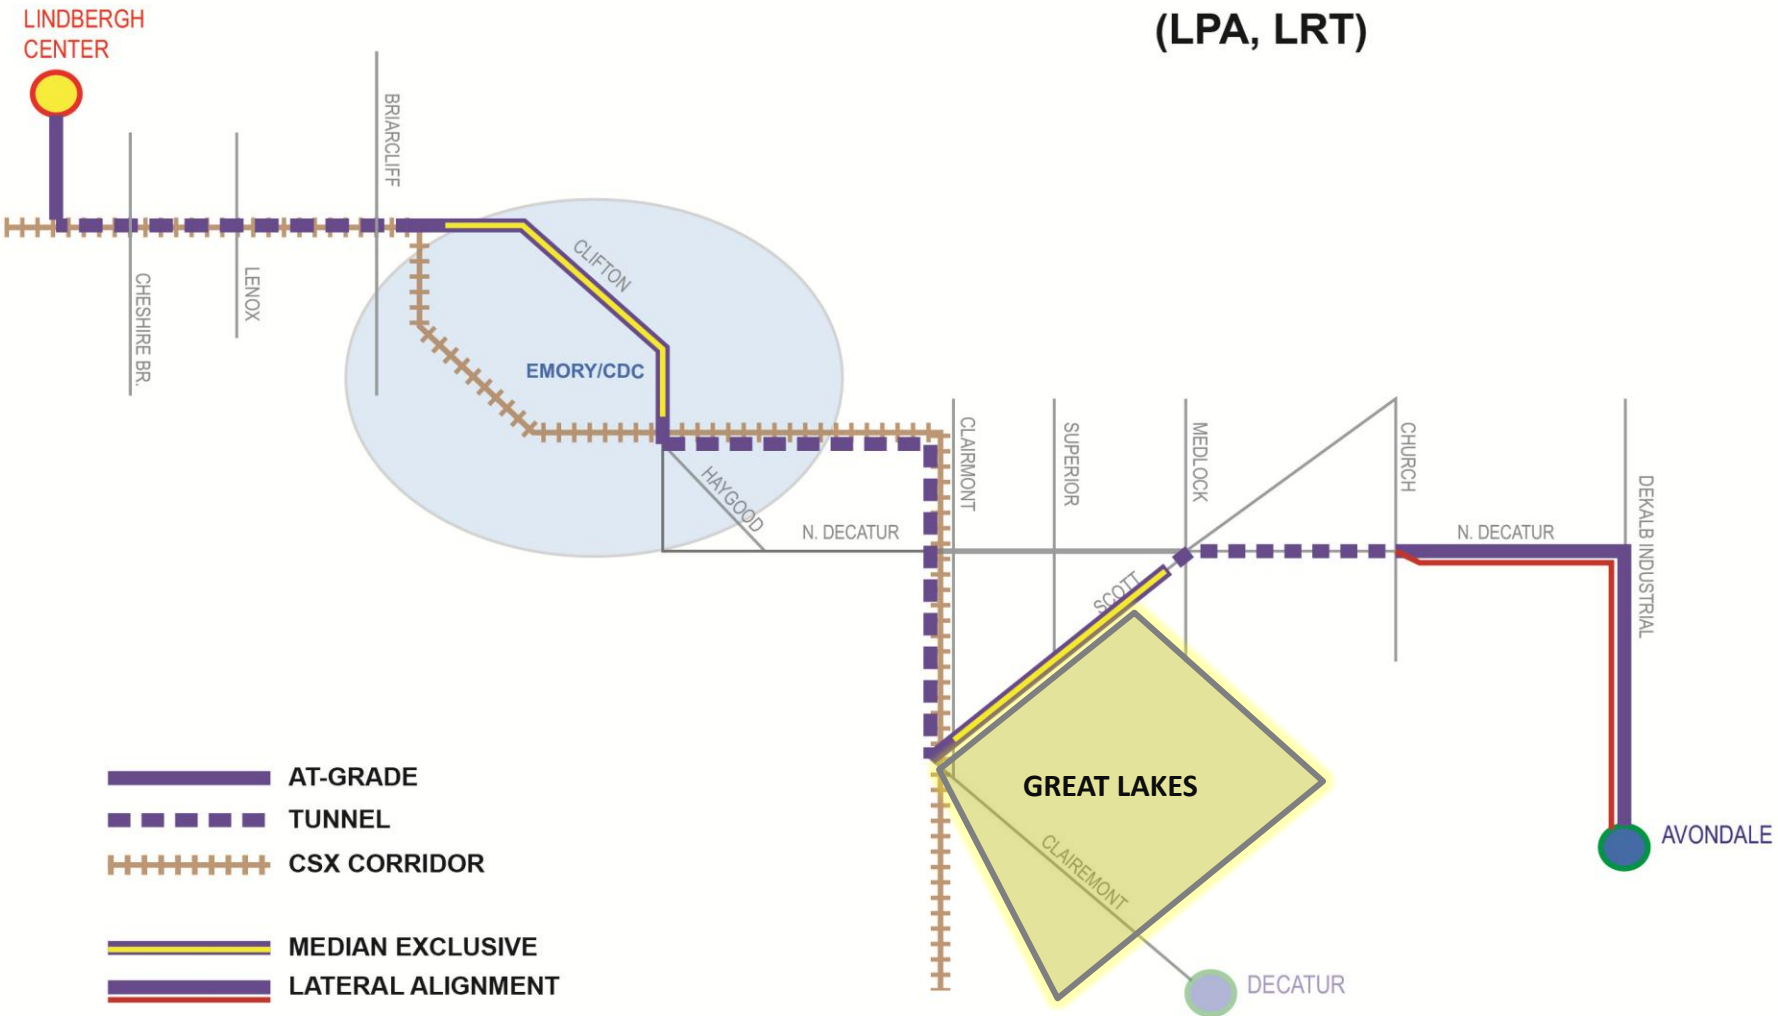 LINDBERGH
CENTER
(LPA, LRT)
BRIARCLIFF
CHESHIRE BR.
LENOX
CLIFTON
EMORY/CDC
HAYGOOD
N. DECATUR
CLAIRMONT
SUPERIOR
MEDLOCK
CHURCH
N. DECATUR
DEKALB INDUSTRIAL
SCOTT
GREAT LAKES
CLAIREMONT
AVONDALE
DECATUR
AT-GRADE
TUNNEL
CSX CORRIDOR
MEDIAN EXCLUSIVE
LATERAL ALIGNMENT